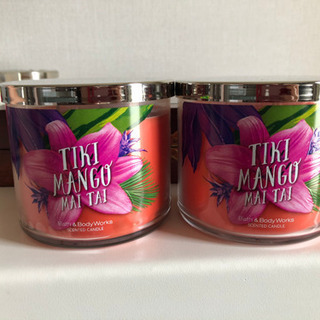 TIKI
MANGO
MAI TAI
Bath & Body Works
SCENTED CANDLE
TIKI
MANGO
MAI TAI
Bath & Body Works
SCENTED CANDLE